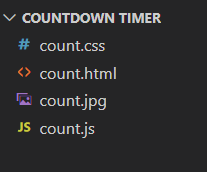 COUNTDOWN TIMER
# count.css
<> count.html
count.jpg
JS count.js